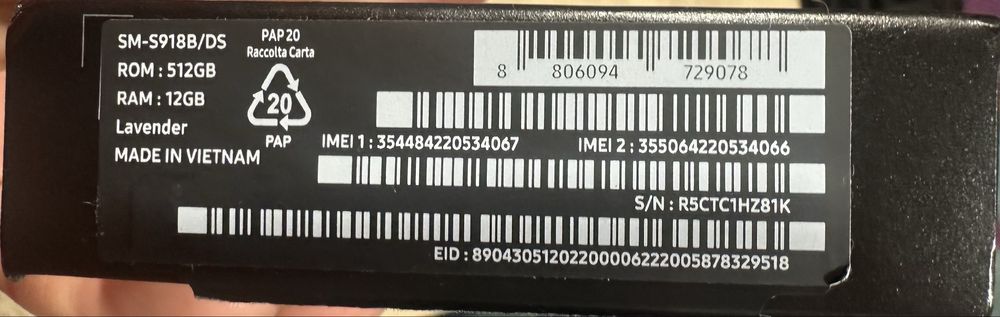 SM-S918B/DS
ROM : 512GB
RAM : 12GB
Lavender
MADE IN VIETNAM
PAP 20
Raccolta Carta
20
PAP
8 806094 729078
IMEI 1 : 354484220534067 IMEI 2 : 355064220534066
S/N : R5CTC1HZ81K
EID : 89043051202200006222005878329518